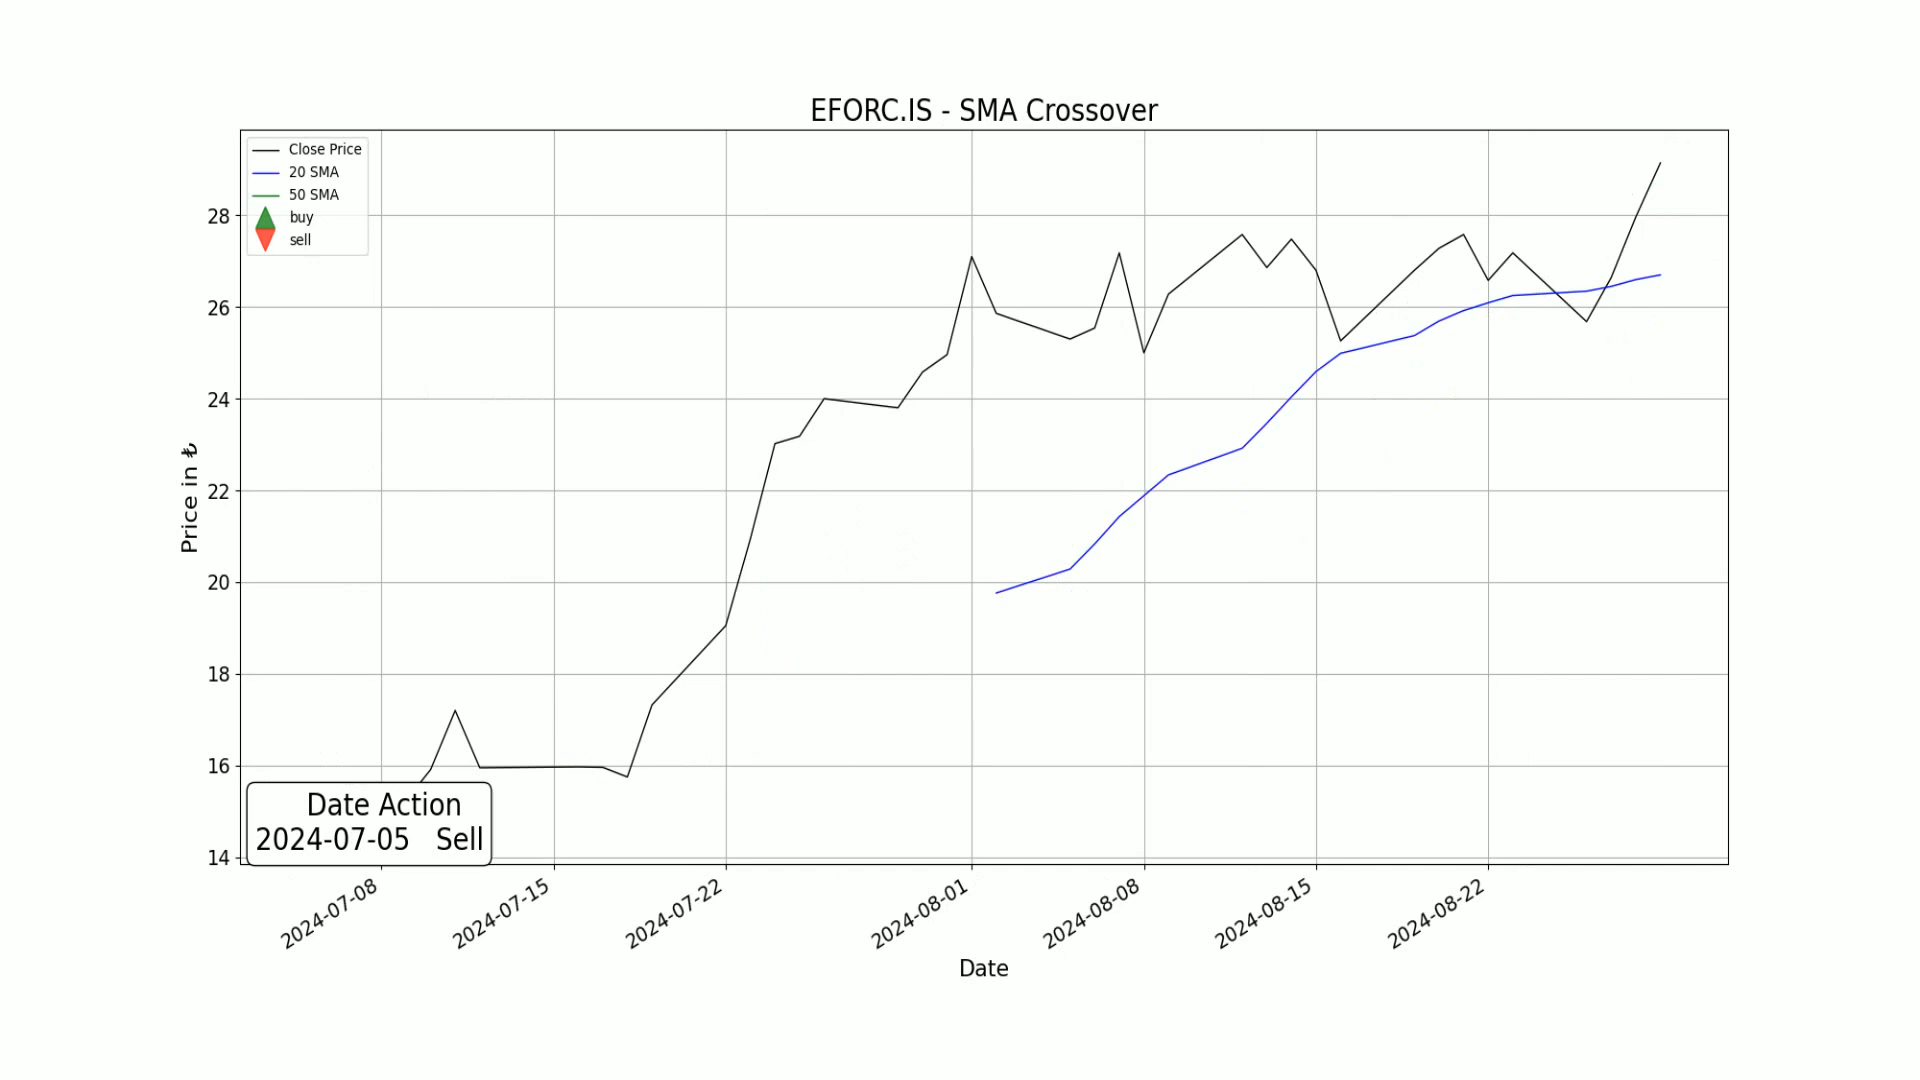 EFORC.IS - SMA Crossover
Close Price
20 SMA
50 SMA
buy
sell
Price in ₺
28
26
24
22
20
18
16
14
Date Action
2024-07-05 Sell
2024-07-08
2024-07-15
2024-07-22
2024-08-01
2024-08-08
2024-08-15
2024-08-22
Date